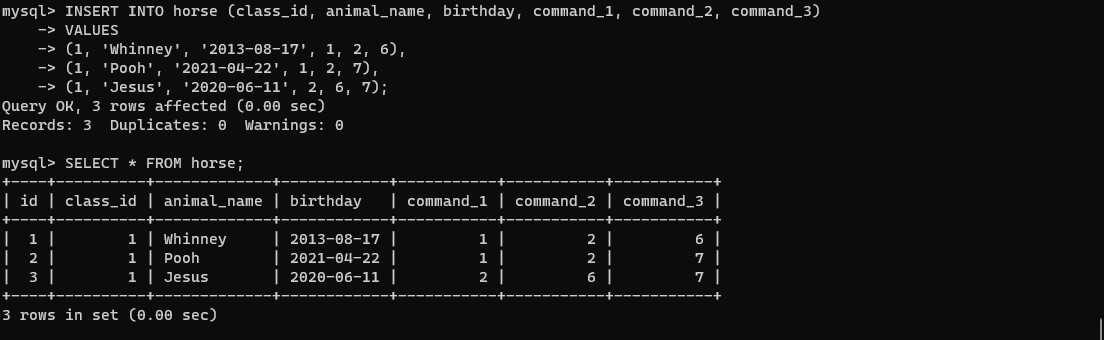 mysql> INSERT INTO horse (class_id, animal_name, birthday, command_1, command_2, command_3)
    -> VALUES
    -> (1, 'Whinney', '2013-08-17', 1, 2, 6),
    -> (1, 'Pooh', '2021-04-22', 1, 2, 7),
    -> (1, 'Jesus', '2020-06-11', 2, 6, 7);
Query OK, 3 rows affected (0.00 sec)
Records: 3  Duplicates: 0  Warnings: 0

mysql> SELECT * FROM horse;
+----+----------+-------------+------------+-----------+-----------+-----------+
| id | class_id | animal_name | birthday   | command_1 | command_2 | command_3 |
+----+----------+-------------+------------+-----------+-----------+-----------+
|  1 |        1 | Whinney     | 2013-08-17 |         1 |         2 |         6 |
|  2 |        1 | Pooh        | 2021-04-22 |         1 |         2 |         7 |
|  3 |        1 | Jesus       | 2020-06-11 |         2 |         6 |         7 |
+----+----------+-------------+------------+-----------+-----------+-----------+
3 rows in set (0.00 sec)